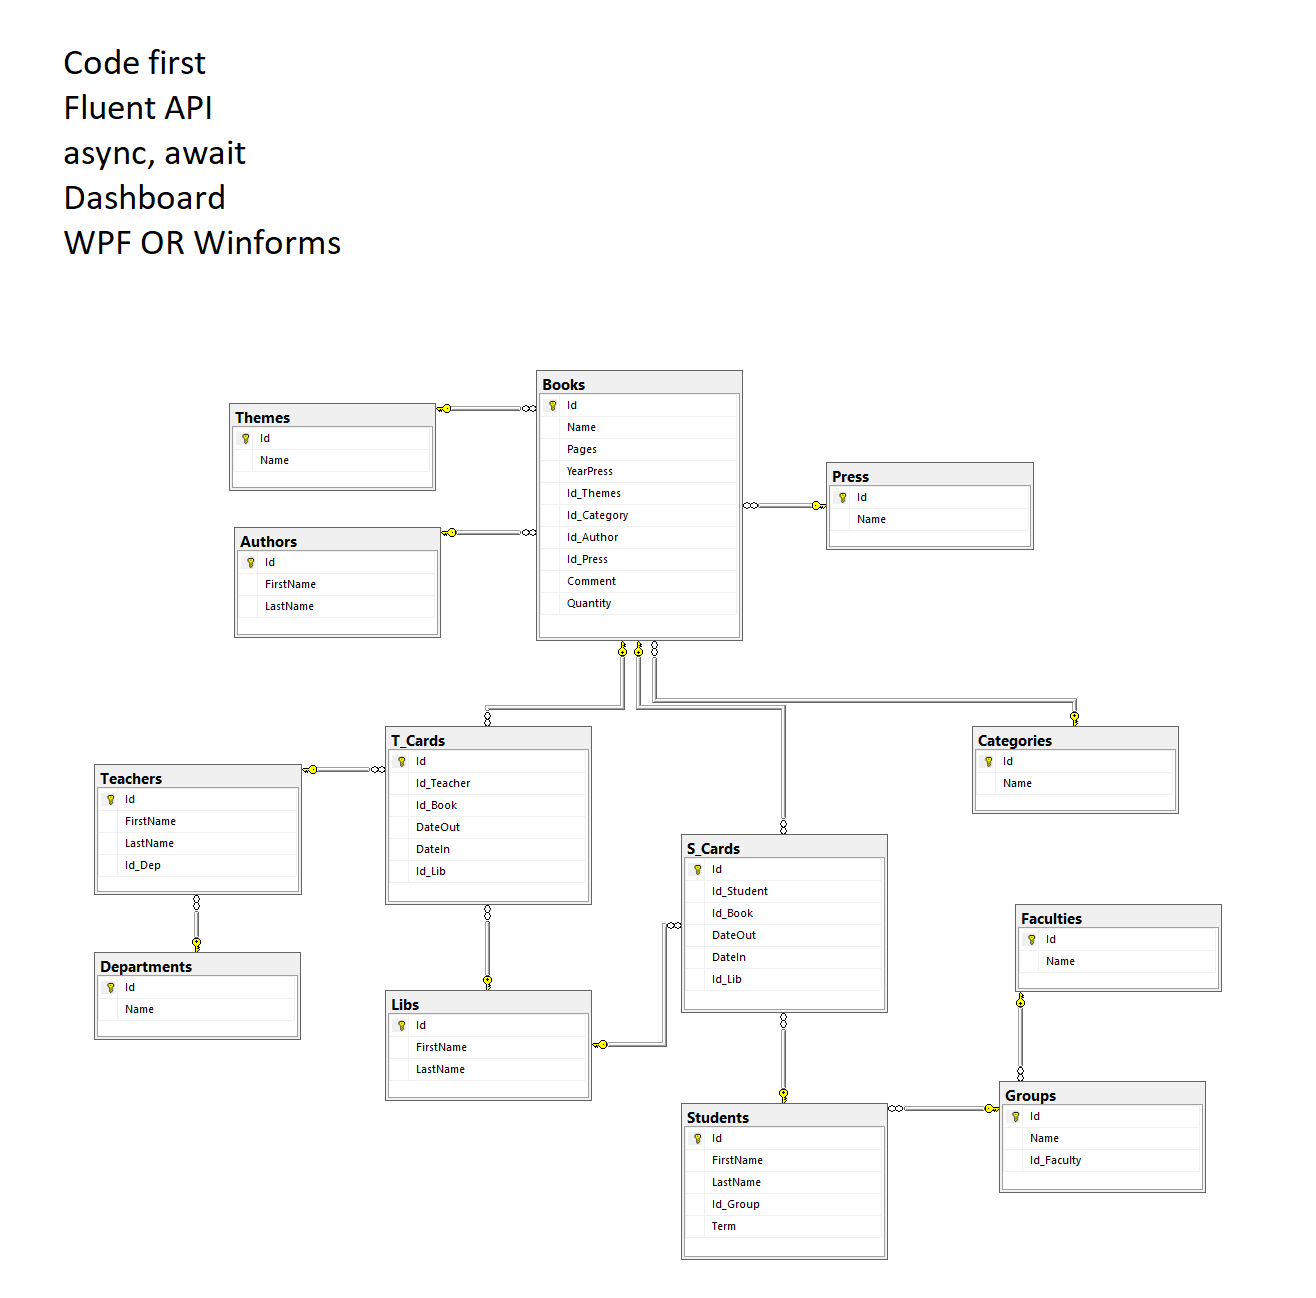 Code first
Fluent API
async, await
Dashboard
WPF OR Winforms
Books
Id
Name
Pages
YearPress
Id_Themes
Id_Category
Id_Author
Id_Press
Comment
Quantity
Themes
Id
Name
Press
Id
Name
Authors
Id
FirstName
LastName
T_Cards
Id
Id_Teacher
Id_Book
DateOut
DateIn
Id_Lib
Categories
Id
Name
Teachers
Id
FirstName
LastName
Id_Dep
S_Cards
Id
Id_Student
Id_Book
DateOut
DateIn
Id_Lib
Faculties
Id
Name
Departments
Id
Name
Libs
Id
FirstName
LastName
Groups
Id
Name
Id_Faculty
Students
Id
FirstName
LastName
Id_Group
Term